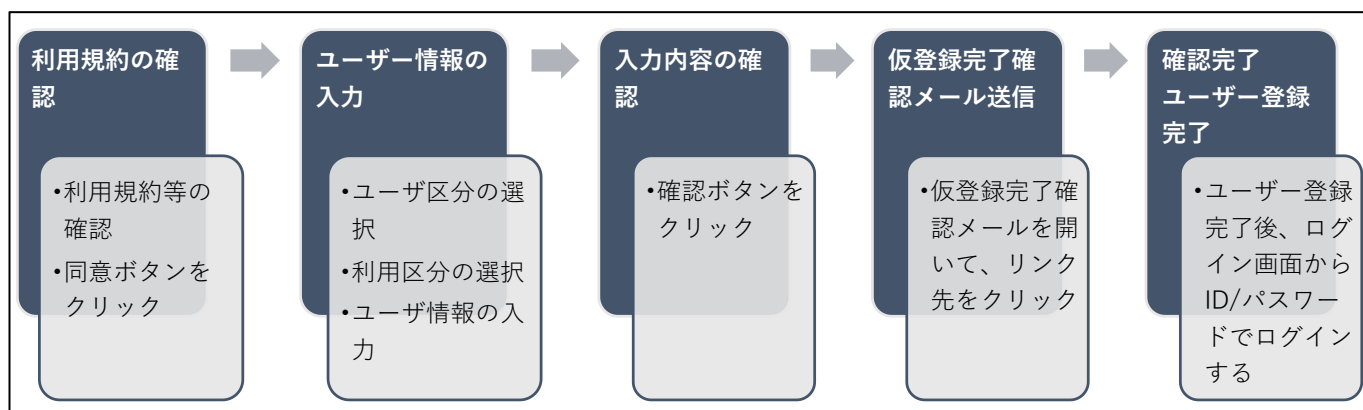 利用規約の確
認
•利用規約等の
確認
•同意ボタンを
クリック
ユーザー情報の
入力
•ユーザ区分の選
択
•利用区分の選択
•ユーザ情報の入
力
入力内容の確
認
•確認ボタンを
クリック
仮登録完了確
認メール送信
•仮登録完了確
認メールを開
いて、リンク
先をクリック
確認完了
ユーザー登録
完了
•ユーザー登録
完了後、ログ
イン画面から
ID/パスワー
ドでログイン
する